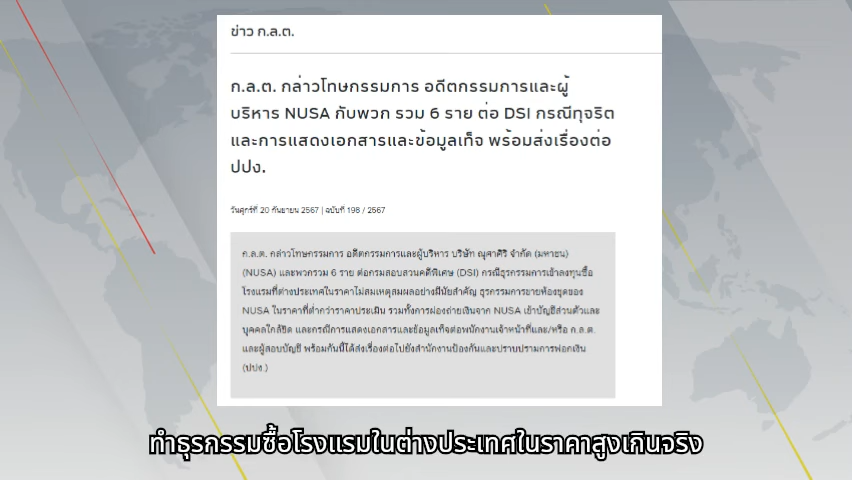 ข่าว ก.ล.ต.
ก.ล.ต. กล่าวโทษกรรมการ อดีตกรรมการและผู้
บริหาร NUSA กับพวก รวม 6 ราย ต่อ DSI กรณีทุจริต
และการแสดงเอกสารและข้อมูลเท็จ พร้อมส่งเรื่องต่อ
ปปง.
วันศุกร์ที่ 20 กันยายน 2567 | ฉบับที่ 198 / 2567
ก.ล.ต. กล่าวโทษกรรมการ อดีตกรรมการและผู้บริหาร บริษัท ณุศาศิริ จำกัด (มหาชน)
(NUSA) และพวกรวม 6 ราย ต่อกรมสอบสวนคดีพิเศษ (DSI) กรณีธุรกรรมการเข้าลงทุนซื้อ
โรงแรมที่ต่างประเทศในราคาไม่สมเหตุสมผลอย่างมีนัยสำคัญ ธุรกรรมการขายห้องชุดของ
NUSA ในราคาที่ต่ำกว่าราคาประเมิน รวมทั้งการผ่องถ่ายเงินจาก NUSA เข้าบัญชีส่วนตัวและ
บุคคลใกล้ชิด และกรณีการแสดงเอกสารและข้อมูลเท็จต่อพนักงานเจ้าหน้าที่และ/หรือ ก.ล.ต.
และผู้สอบบัญชี พร้อมกันนี้ได้ส่งเรื่องต่อไปยังสำนักงานป้องกันและปราบปรามการฟอกเงิน
(ปปง.)
ทำธุรกรรมซื้อโรงแรมในต่างประเทศในราคาสูงเกินจริง